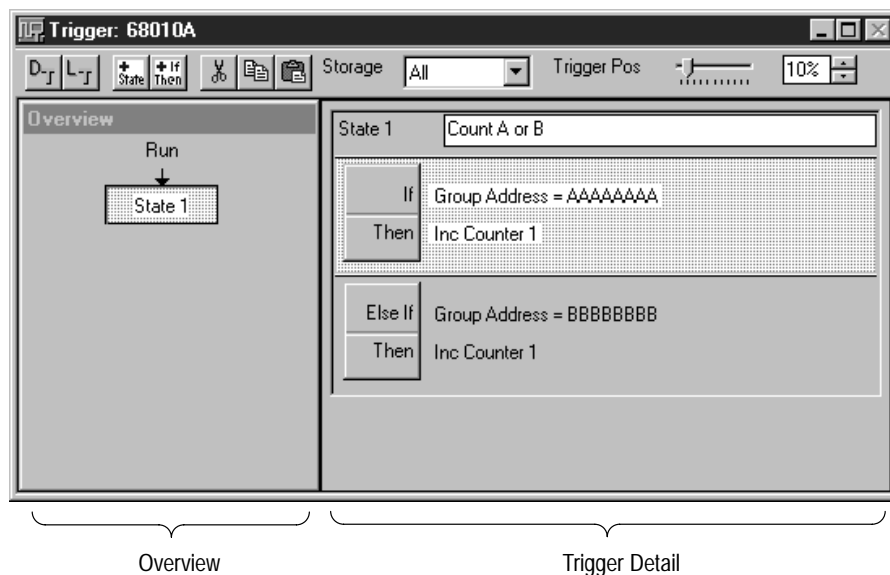 Trigger: 68010A
D L +State +If Then Storage All Trigger Pos 10%
Overview
Run
State 1
State 1 Count A or B
If Group Address = AAAAAAAA
Then Inc Counter 1
Else If Group Address = BBBBBBBB
Then Inc Counter 1
Overview Trigger Detail